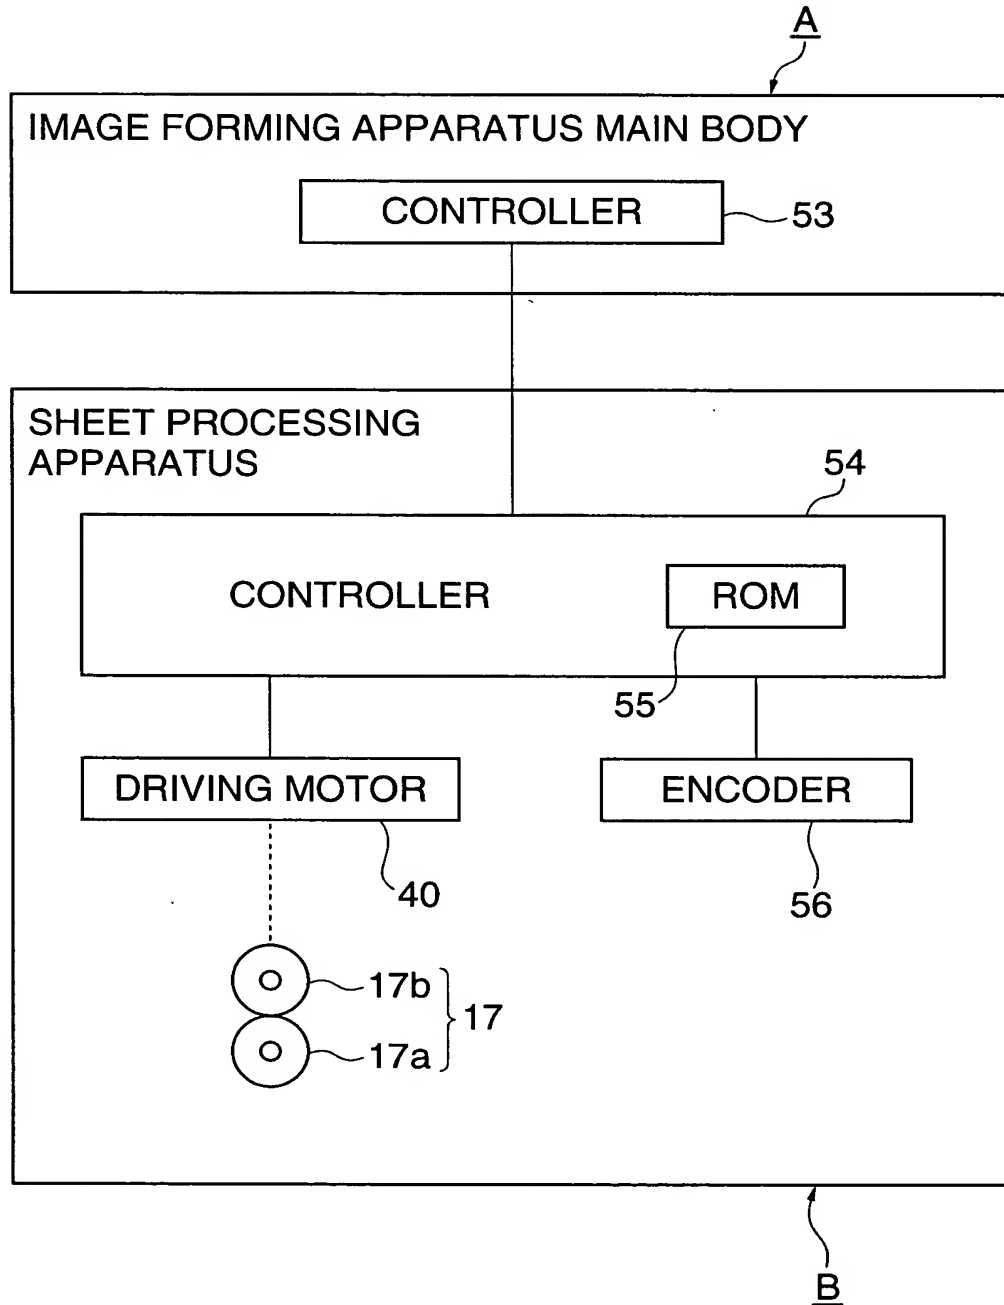 A
IMAGE FORMING APPARATUS MAIN BODY
CONTROLLER
53
SHEET PROCESSING
APPARATUS
54
CONTROLLER
ROM
55
DRIVING MOTOR
ENCODER
40
56
17b
17
17a
B